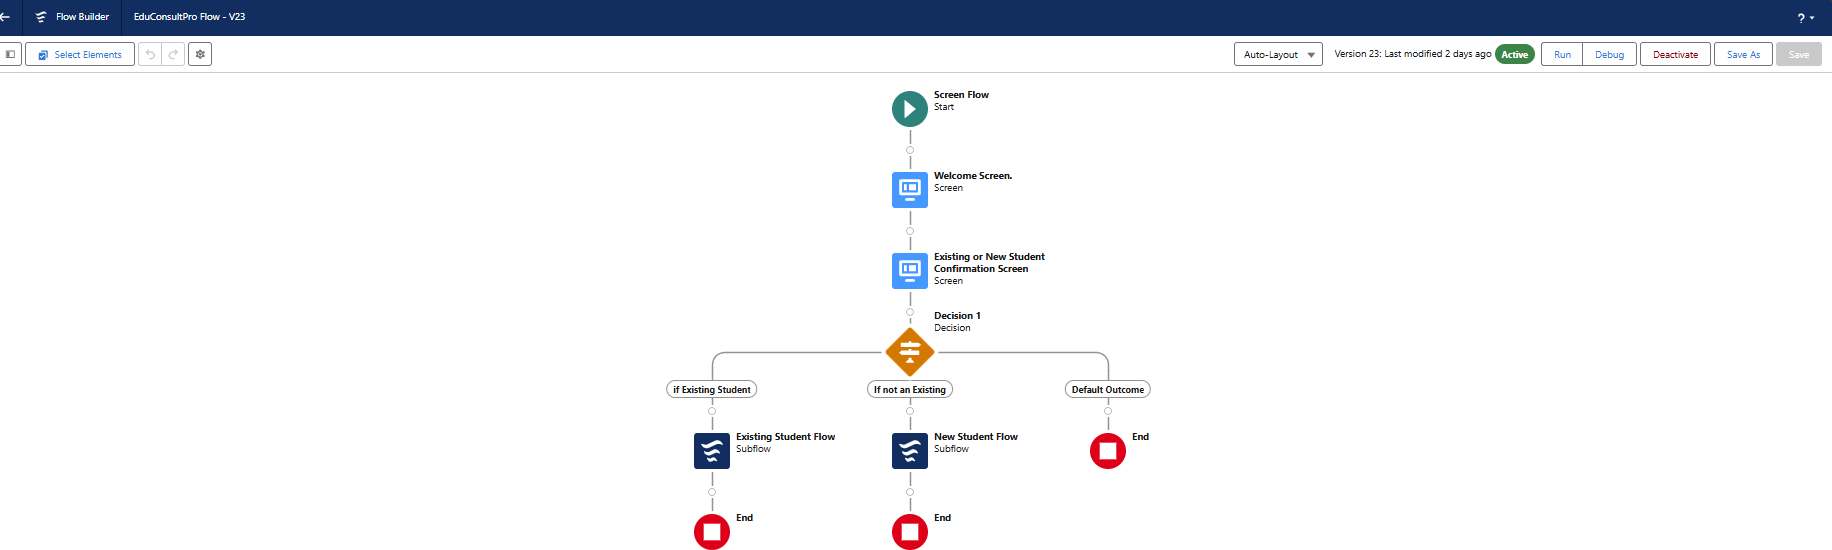 Flow Builder
EduConsultPro Flow - V23
?
Select Elements
Auto-Layout
Version 23: Last modified 2 days ago
Active
Run
Debug
Deactivate
Save As
Save
Screen Flow
Start
Welcome Screen.
Screen
Existing or New Student
Confirmation Screen
Screen
Decision 1
Decision
if Existing Student
If not an Existing
Default Outcome
Existing Student Flow
Subflow
New Student Flow
Subflow
End
End
End